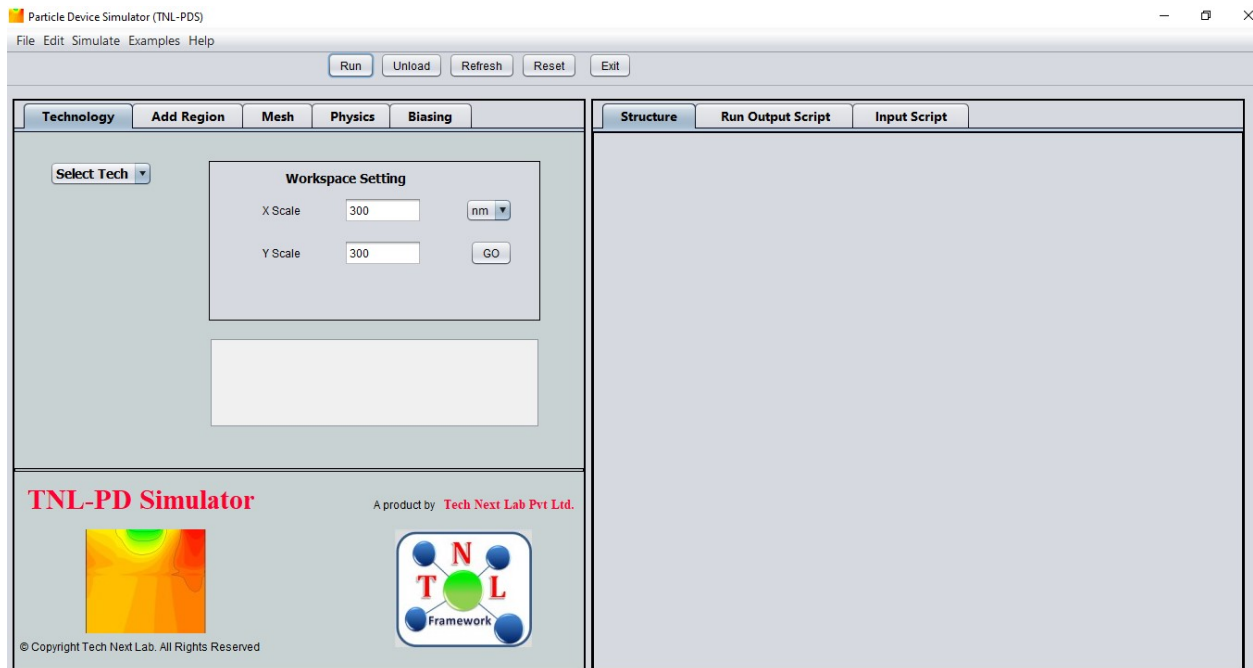 Particle Device Simulator (TNL-PDS)
File Edit Simulate Examples Help
Run Unload Refresh Reset Exit
Technology Add Region Mesh Physics Biasing
Structure Run Output Script Input Script
Select Tech
Workspace Setting
X Scale 300 nm
Y Scale 300 GO
TNL-PD Simulator
A product by Tech Next Lab Pvt Ltd.
N
T L
Framework
© Copyright Tech Next Lab. All Rights Reserved